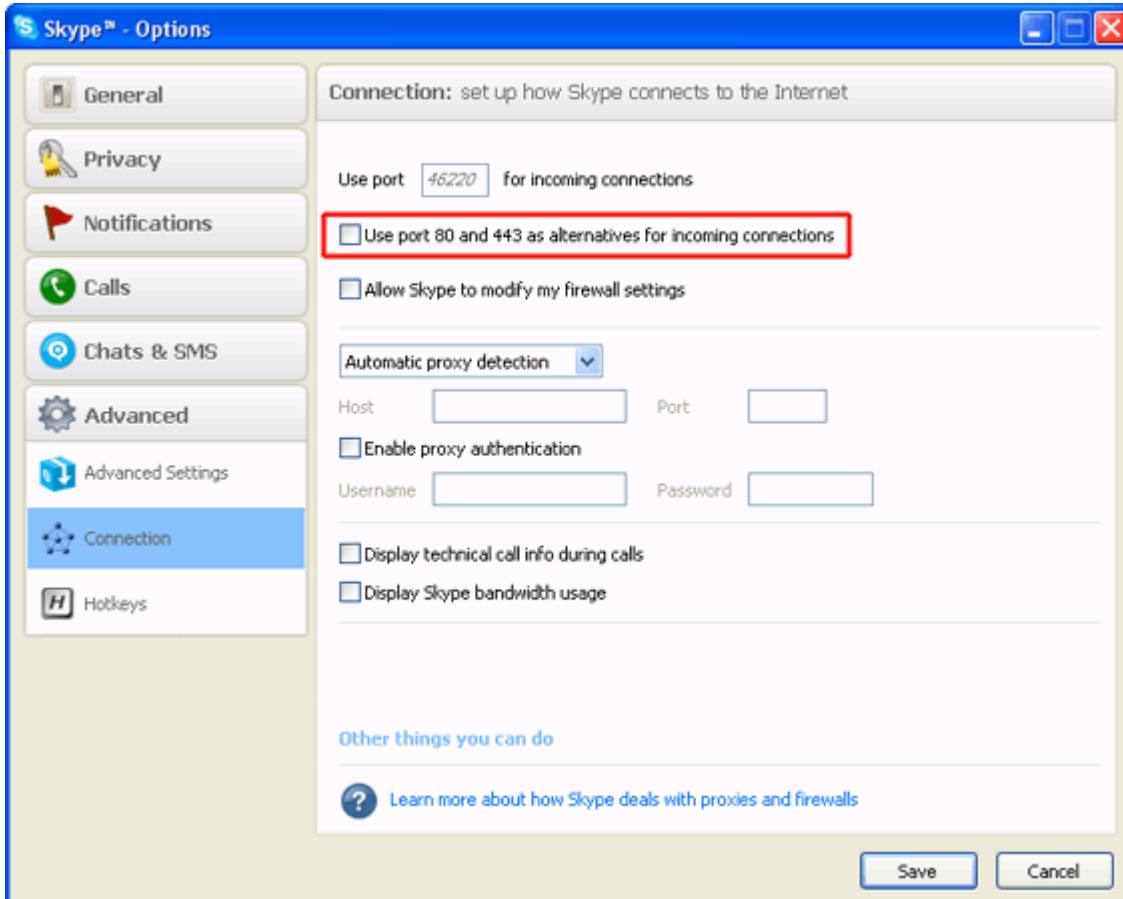 Skype™ - Options
General
Privacy
Notifications
Calls
Chats & SMS
Advanced
Advanced Settings
Connection
H Hotkeys
Connection: set up how Skype connects to the Internet
Use port 46220 for incoming connections
Use port 80 and 443 as alternatives for incoming connections
Allow Skype to modify my firewall settings
Automatic proxy detection
Host Port
Enable proxy authentication
Username Password
Display technical call info during calls
Display Skype bandwidth usage
Other things you can do
? Learn more about how Skype deals with proxies and firewalls
Save Cancel